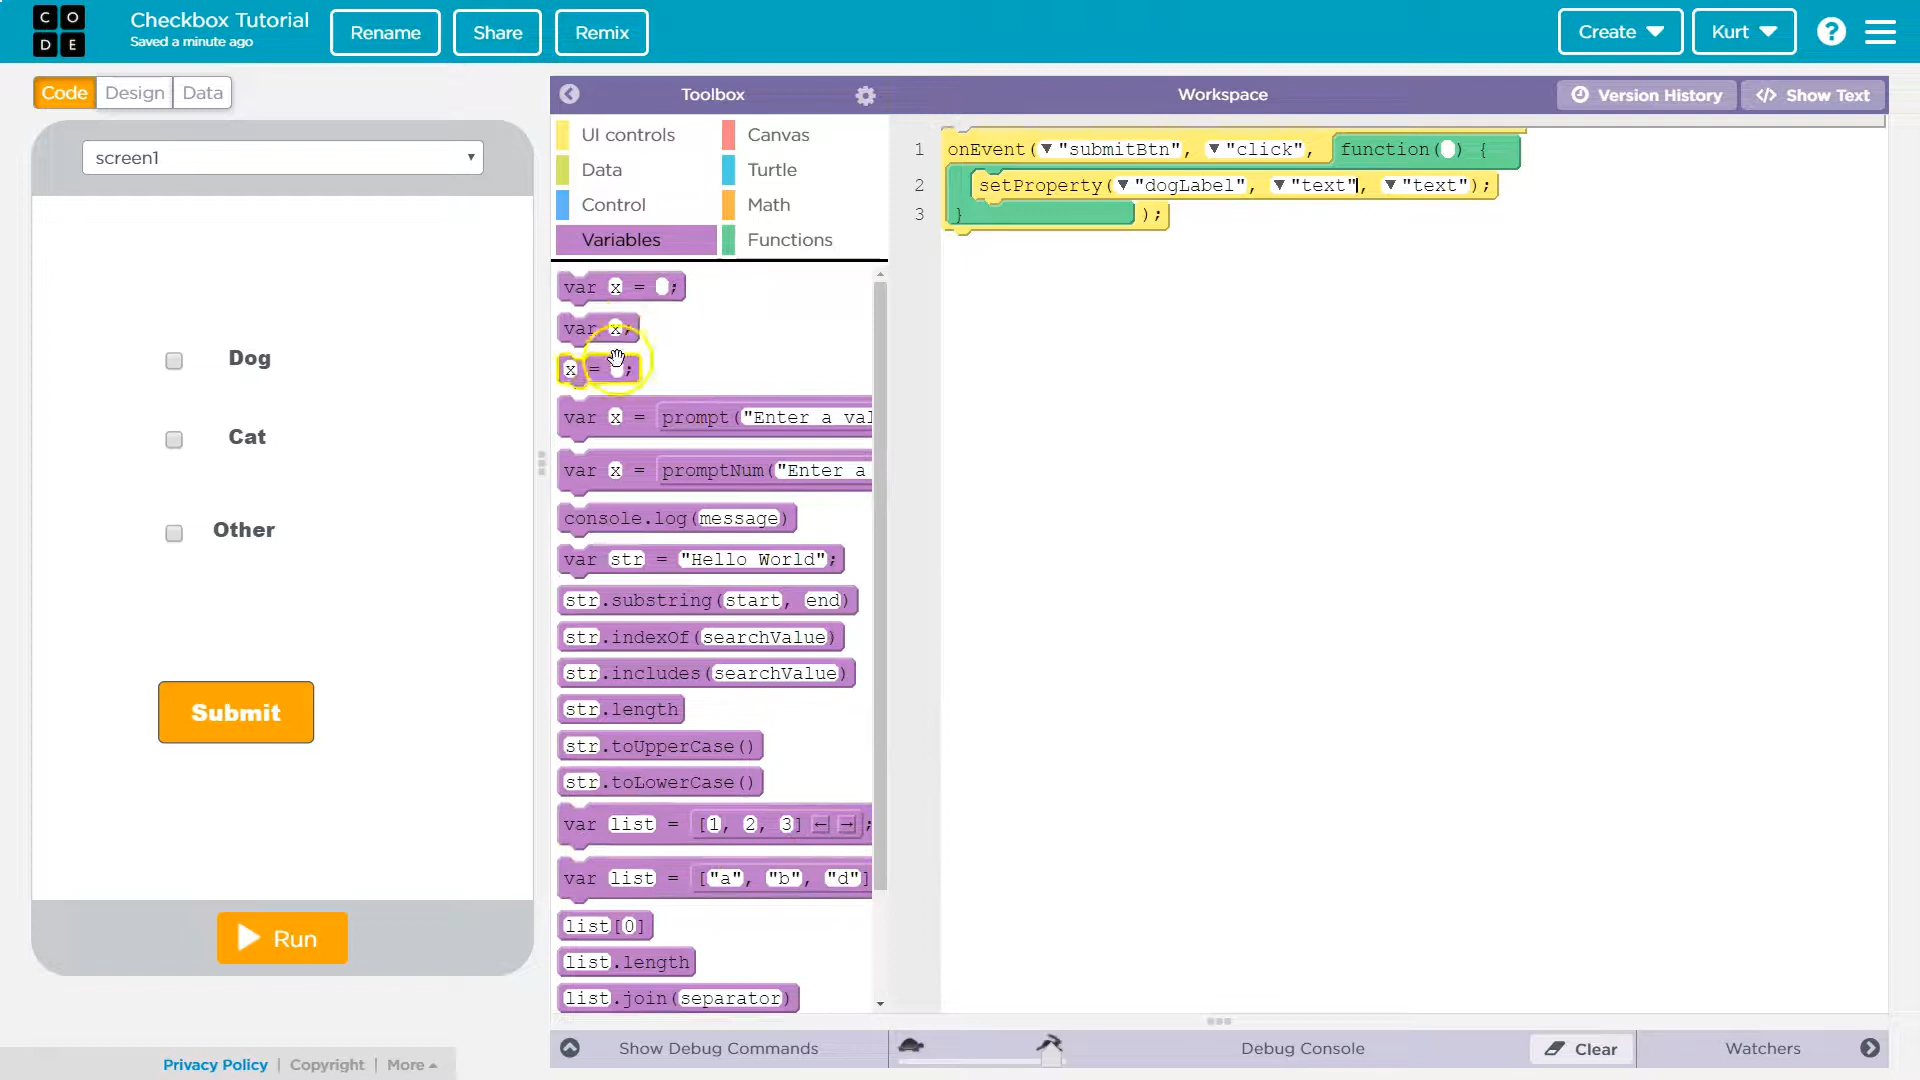 CODE
Checkbox Tutorial
Saved a minute ago
Rename
Share
Remix
Create
Kurt
?
Code
Design
Data
Toolbox
Workspace
Version History
</> Show Text
screen1
Dog
Cat
Other
Submit
Run
UI controls
Canvas
Data
Turtle
Control
Math
Variables
Functions
var x = ;
var x;
x = ;
var x = prompt("Enter a val
var x = promptNum("Enter a
console.log(message)
var str = "Hello World";
str.substring(start, end)
str.indexOf(searchValue)
str.includes(searchValue)
str.length
str.toUpperCase()
str.toLowerCase()
var list = [1, 2, 3] ← → ;
var list = ["a", "b", "d"]
list[0]
list.length
list.join(separator)
1 onEvent(▼"submitBtn", ▼"click", function( ) {
2 setProperty(▼"dogLabel", ▼"text", ▼"text");
3 } );
Show Debug Commands
Debug Console
Clear
Watchers
Privacy Policy | Copyright | More